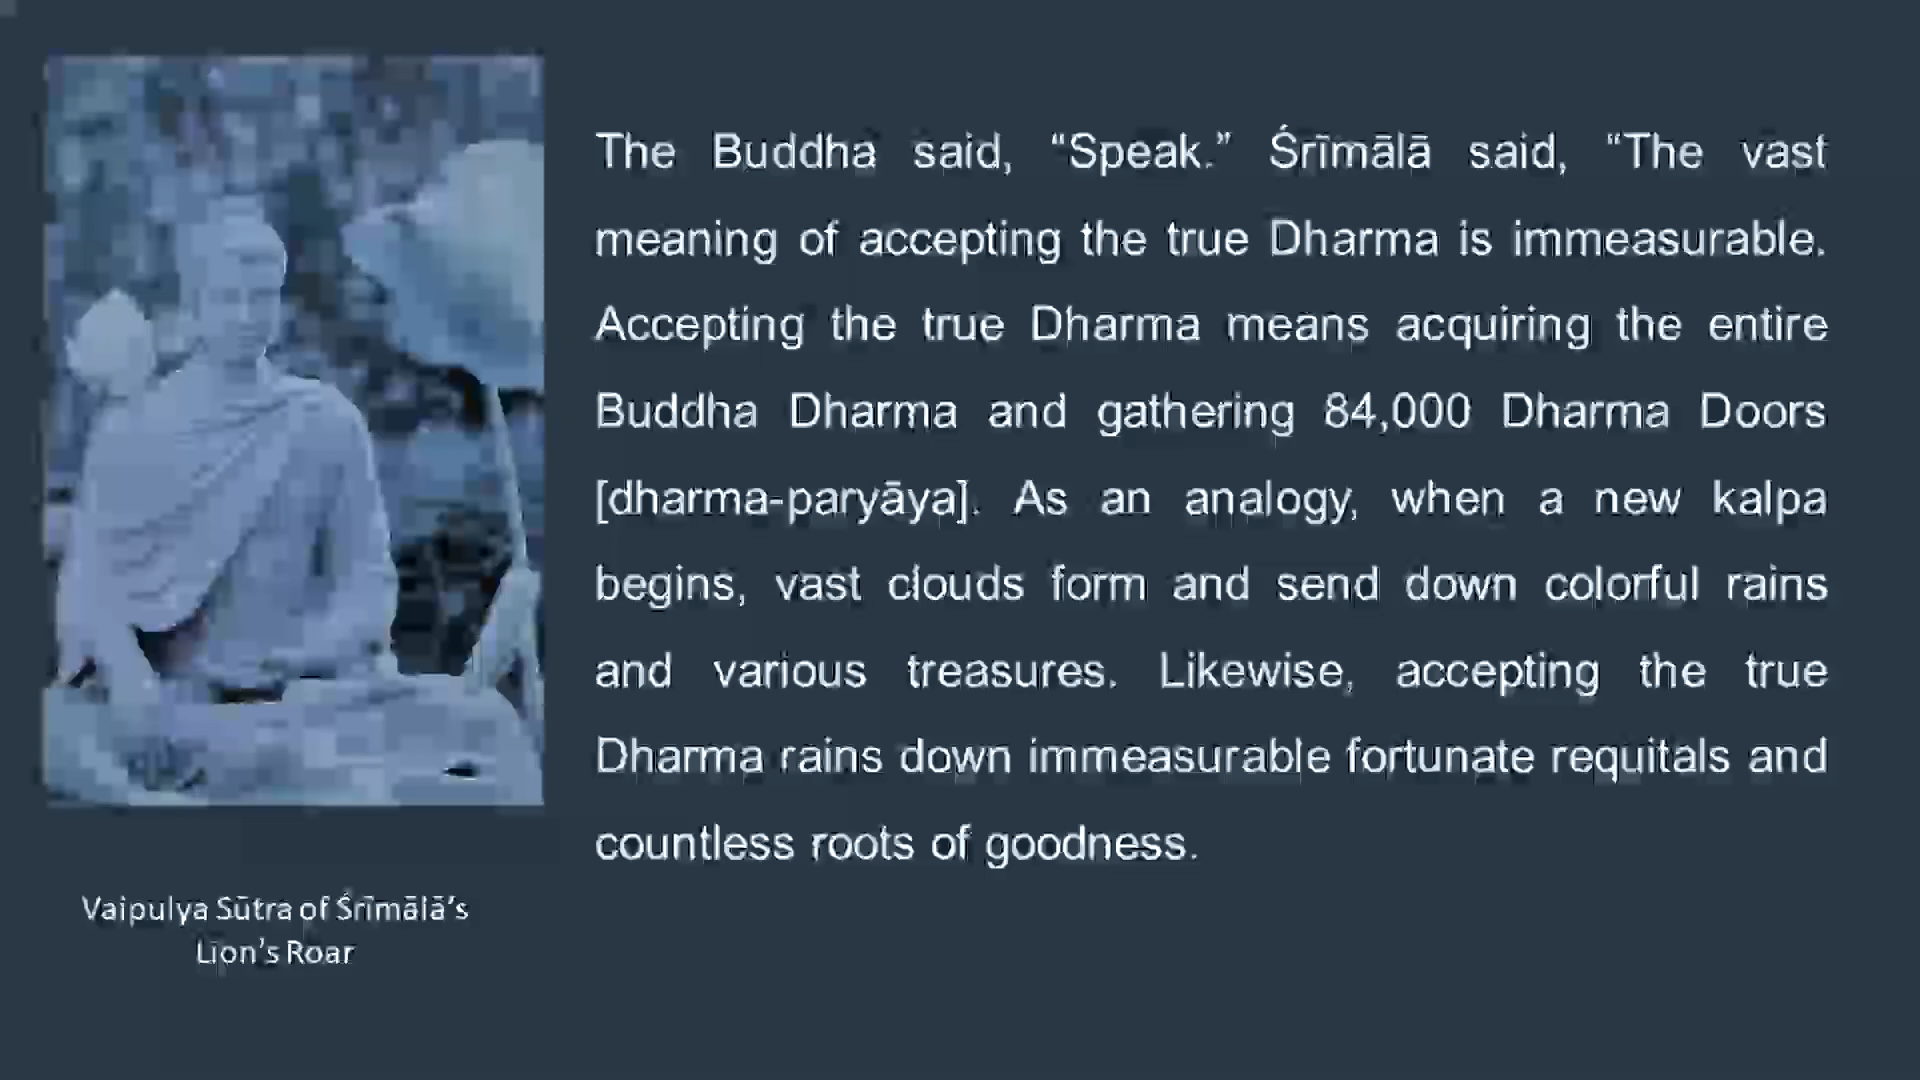 The Buddha said, “Speak.” Śrīmālā said, “The vast
meaning of accepting the true Dharma is immeasurable.
Accepting the true Dharma means acquiring the entire
Buddha Dharma and gathering 84,000 Dharma Doors
[dharma-paryāya]. As an analogy, when a new kalpa
begins, vast clouds form and send down colorful rains
and various treasures. Likewise, accepting the true
Dharma rains down immeasurable fortunate requitals and
countless roots of goodness.
Vaipulya Sūtra of Śrīmālā’s
Lion’s Roar